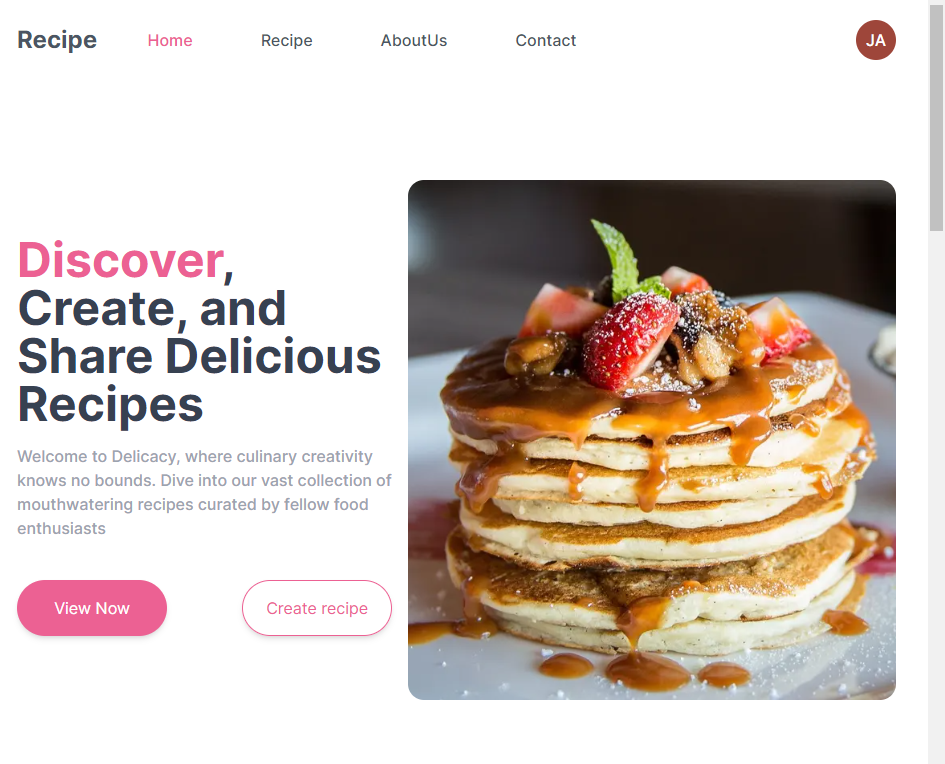 Recipe
Home
Recipe
AboutUs
Contact
JA
Discover,
Create, and
Share Delicious
Recipes
Welcome to Delicacy, where culinary creativity
knows no bounds. Dive into our vast collection of
mouthwatering recipes curated by fellow food
enthusiasts
View Now
Create recipe